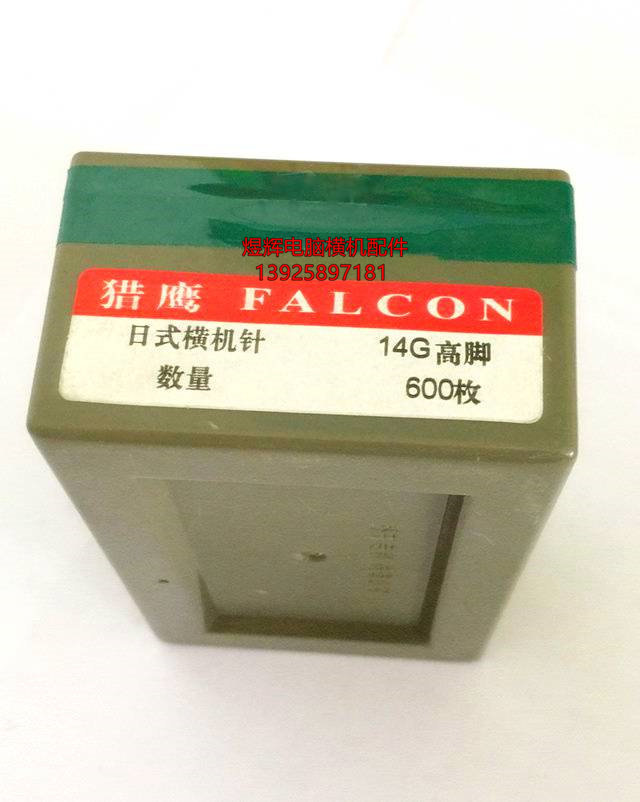 煜辉电脑横机配件
13925897181
猎鹰 FALCON
日式横机针 14G高脚
数量 600枚